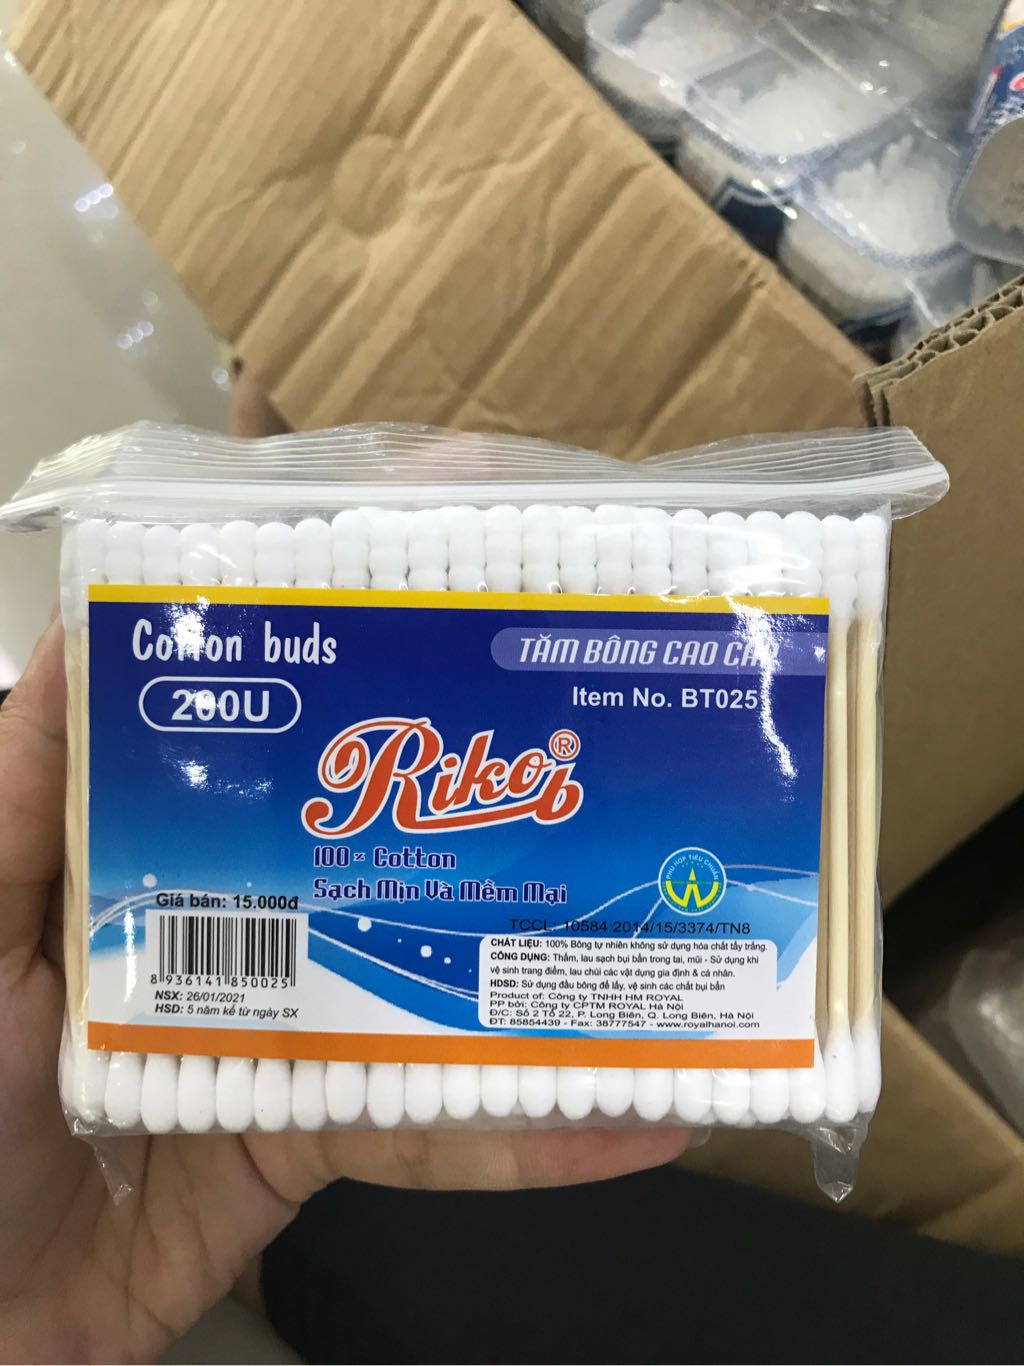 Cotton buds
200U
TĂM BÔNG CAO CẤP
Item No. BT025
Riko ®
100% Cotton
Sạch Mịn Và Mềm Mại
Giá bán: 15.000đ
8 936141 850025
NSX: 26/01/2021
HSD: 5 năm kể từ ngày SX
PHÙ HỢP TIÊU CHUẨN
TCCL: 10584:2014/15/3374/TN8
CHẤT LIỆU: 100% Bông tự nhiên không sử dụng hóa chất tẩy trắng.
CÔNG DỤNG: Thấm, lau sạch bụi bẩn trong tai, mũi - Sử dụng khi
vệ sinh trang điểm, lau chùi các vật dụng gia đình & cá nhân.
HDSD: Sử dụng đầu bông để lấy, vệ sinh các chất bụi bẩn
Product of: Công ty TNHH HM ROYAL
PP bởi: Công ty CPTM ROYAL Hà Nội
Đ/C: Số 2 Tổ 22, P. Long Biên, Q. Long Biên, Hà Nội
ĐT: 85854439 - Fax: 38777547 - www.royalhanoi.com